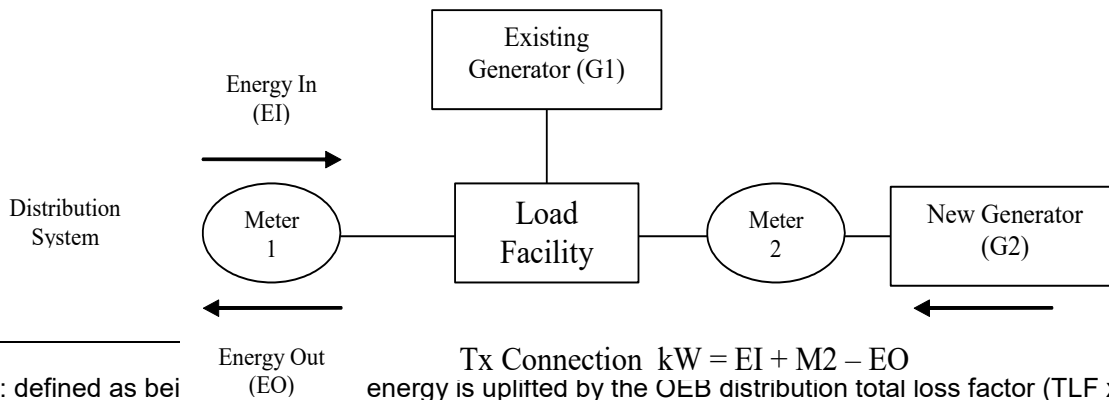 Existing
Generator (G1)
Energy In
(EI)
Distribution
System
Meter
1
Load
Facility
Meter
2
New Generator
(G2)
Energy Out
(EO)
Tx Connection kW = EI + M2 – EO
: defined as bei
energy is uplifted by the OEB distribution total loss factor (TLF x